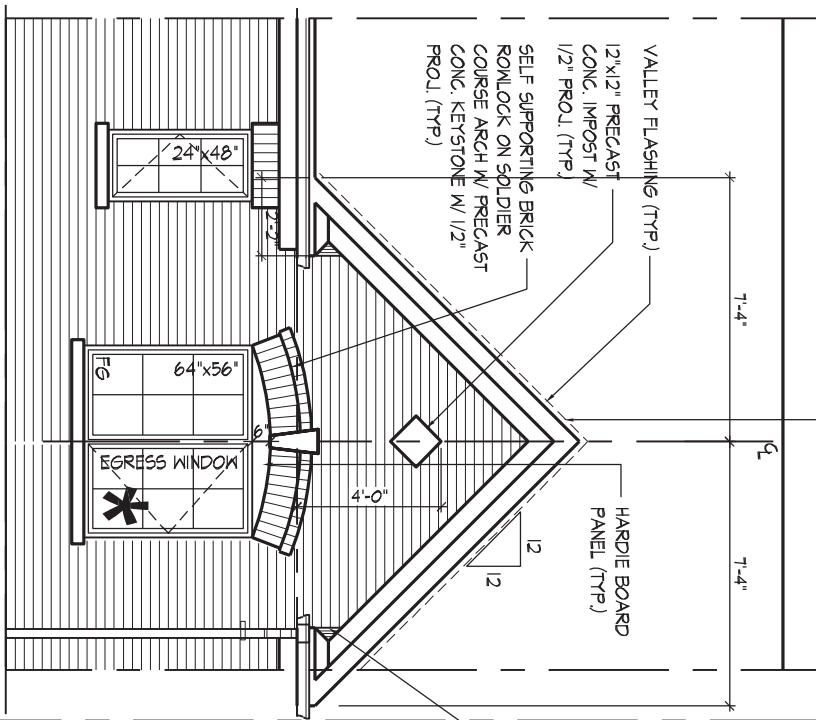 VALLEY FLASHING (TYP.)
12"x12" PRECAST
CONC. IMPOST W/
1/2" PROJ. (TYP.)
SELF SUPPORTING BRICK
ROWLOCK ON SOLDIER
COURSE ARCH W/ PRECAST
CONC. KEYSTONE W/ 1/2"
PROJ. (TYP.)
7'-4"
7'-4"
HARDIE BOARD
PANEL (TYP.)
12
12
4'-0"
6"
2'-2"
24"x48"
64"x56"
FG
EGRESS WINDOW